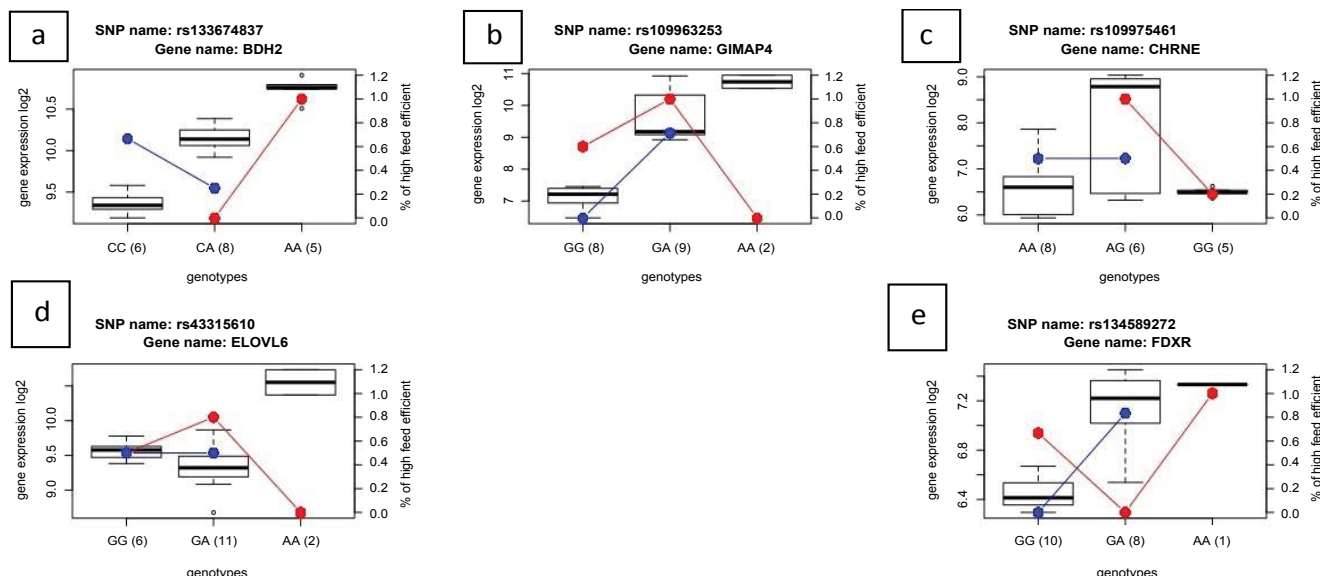 a
SNP name: rs133674837
Gene name: BDH2
gene expression log2
10.5
10.0
9.5
1.2
1.0
0.8
0.6
0.4
0.2
0.0
% of high feed efficient
CC (6) CA (8) AA (5)
genotypes
b
SNP name: rs109963253
Gene name: GIMAP4
gene expression log2
11
10
9
8
7
1.2
1.0
0.8
0.6
0.4
0.2
0.0
% of high feed efficient
GG (8) GA (9) AA (2)
genotypes
c
SNP name: rs109975461
Gene name: CHRNE
gene expression log2
9.0
8.0
7.0
6.0
1.2
1.0
0.8
0.6
0.4
0.2
0.0
% of high feed efficient
AA (8) AG (6) GG (5)
genotypes
d
SNP name: rs43315610
Gene name: ELOVL6
gene expression log2
10.0
9.5
9.0
1.2
1.0
0.8
0.6
0.4
0.2
0.0
% of high feed efficient
GG (6) GA (11) AA (2)
genotypes
e
SNP name: rs134589272
Gene name: FDXR
gene expression log2
7.2
6.8
6.4
1.2
1.0
0.8
0.6
0.4
0.2
0.0
% of high feed efficient
GG (10) GA (8) AA (1)
genotypes